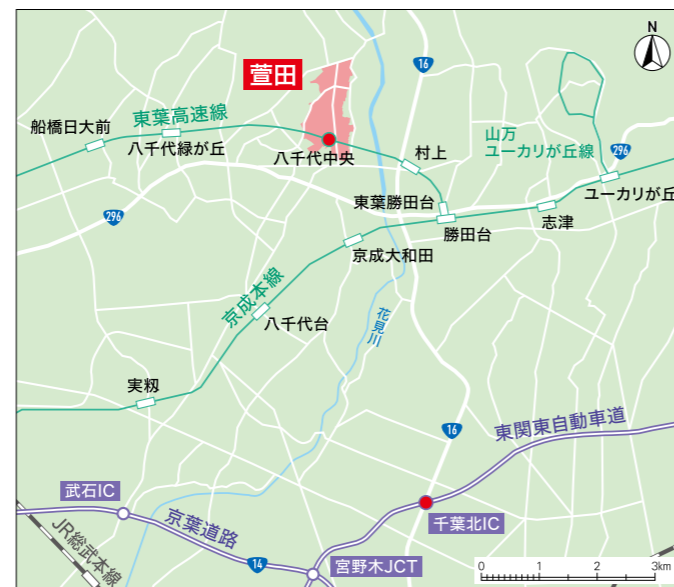 N
16
萱田
東葉高速線
船橋日大前
八千代緑が丘
八千代中央
村上
山万
ユーカリが丘線
296
ユーカリが丘
東葉勝田台
296
勝田台
志津
京成大和田
京成本線
八千代台
花見川
実籾
16
東関東自動車道
武石IC
京葉道路
千葉北IC
JR総武本線
14
宮野木JCT
0 1 2 3km